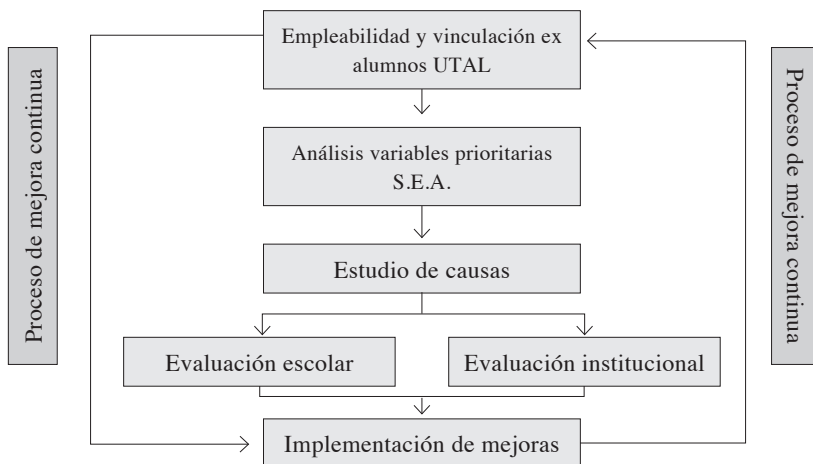 Proceso de mejora continua
Empleabilidad y vinculación ex
alumnos UTAL
Análisis variables prioritarias
S.E.A.
Estudio de causas
Evaluación escolar
Evaluación institucional
Implementación de mejoras
Proceso de mejora continua